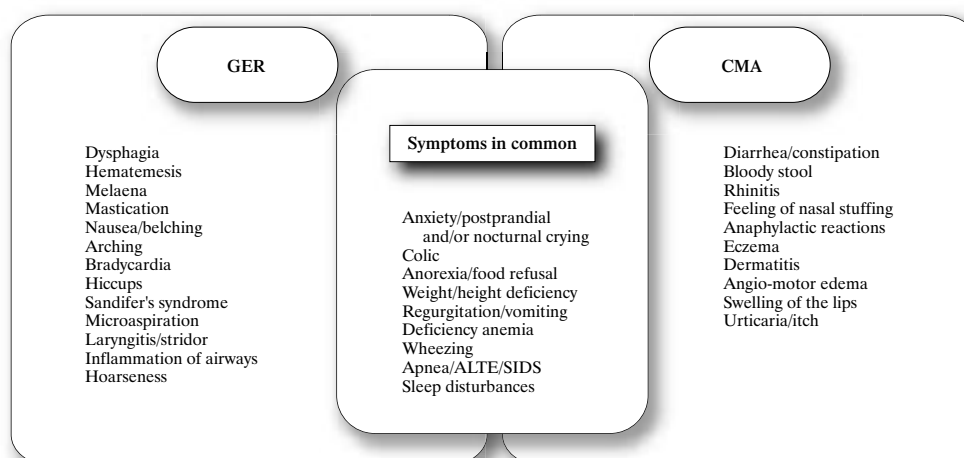 GER
CMA
Symptoms in common
Dysphagia
Hematemesis
Melaena
Mastication
Nausea/belching
Arching
Bradycardia
Hiccups
Sandifer's syndrome
Microaspiration
Laryngitis/stridor
Inflammation of airways
Hoarseness
Anxiety/postprandial
and/or nocturnal crying
Colic
Anorexia/food refusal
Weight/height deficiency
Regurgitation/vomiting
Deficiency anemia
Wheezing
Apnea/ALTE/SIDS
Sleep disturbances
Diarrhea/constipation
Bloody stool
Rhinitis
Feeling of nasal stuffing
Anaphylactic reactions
Eczema
Dermatitis
Angio-motor edema
Swelling of the lips
Urticaria/itch